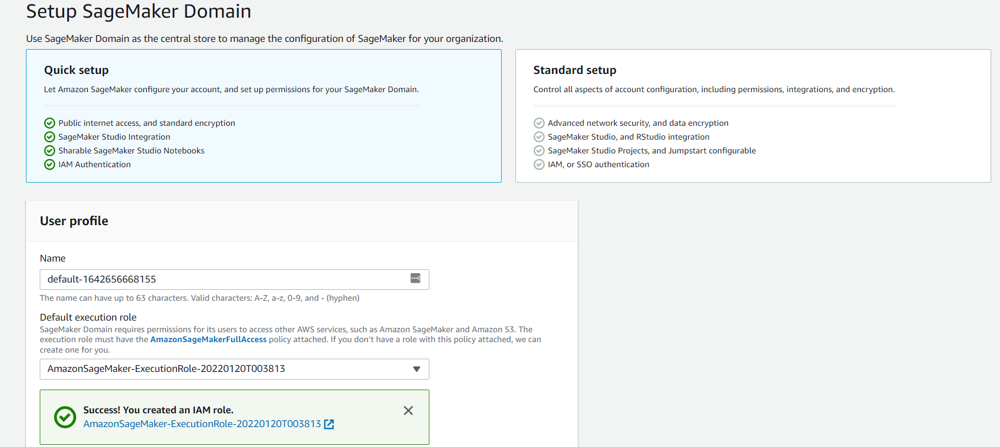 Setup SageMaker Domain
Use SageMaker Domain as the central store to manage the configuration of SageMaker for your organization.
Quick setup
Let Amazon SageMaker configure your account, and set up permissions for your SageMaker Domain.
Public internet access, and standard encryption
SageMaker Studio Integration
Sharable SageMaker Studio Notebooks
IAM Authentication
Standard setup
Control all aspects of account configuration, including permissions, integrations, and encryption.
Advanced network security, and data encryption
SageMaker Studio, and RStudio integration
SageMaker Studio Projects, and Jumpstart configurable
IAM, or SSO authentication
User profile
Name
default-1642656668155
The name can have up to 63 characters. Valid characters: A-Z, a-z, 0-9, and - (hyphen)
Default execution role
SageMaker Domain requires permissions for its users to access other AWS services, such as Amazon SageMaker and Amazon S3. The
execution role must have the AmazonSageMakerFullAccess policy attached. If you don’t have a role with this policy attached, we can
create one for you.
AmazonSageMaker-ExecutionRole-20220120T003813
Success! You created an IAM role.
AmazonSageMaker-ExecutionRole-20220120T003813